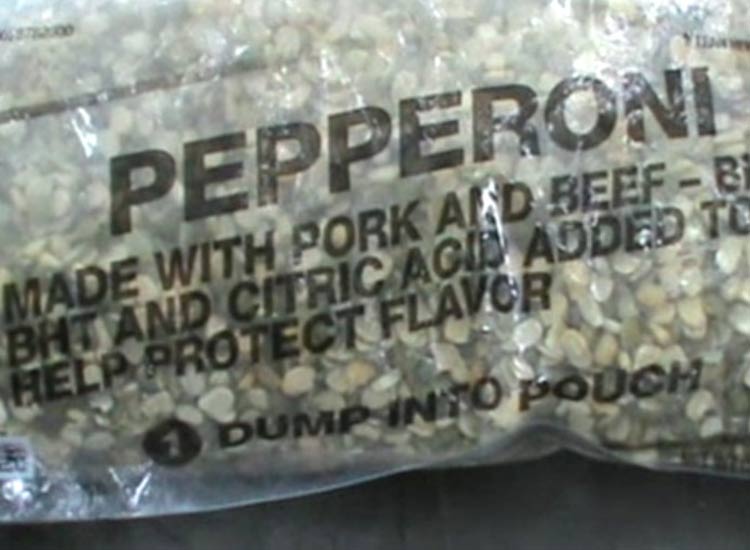 PEPPERONI
MADE WITH PORK AND BEEF –
BHT AND CITRIC ACID ADDED TO
HELP PROTECT FLAVOR
1 DUMP INTO POUCH